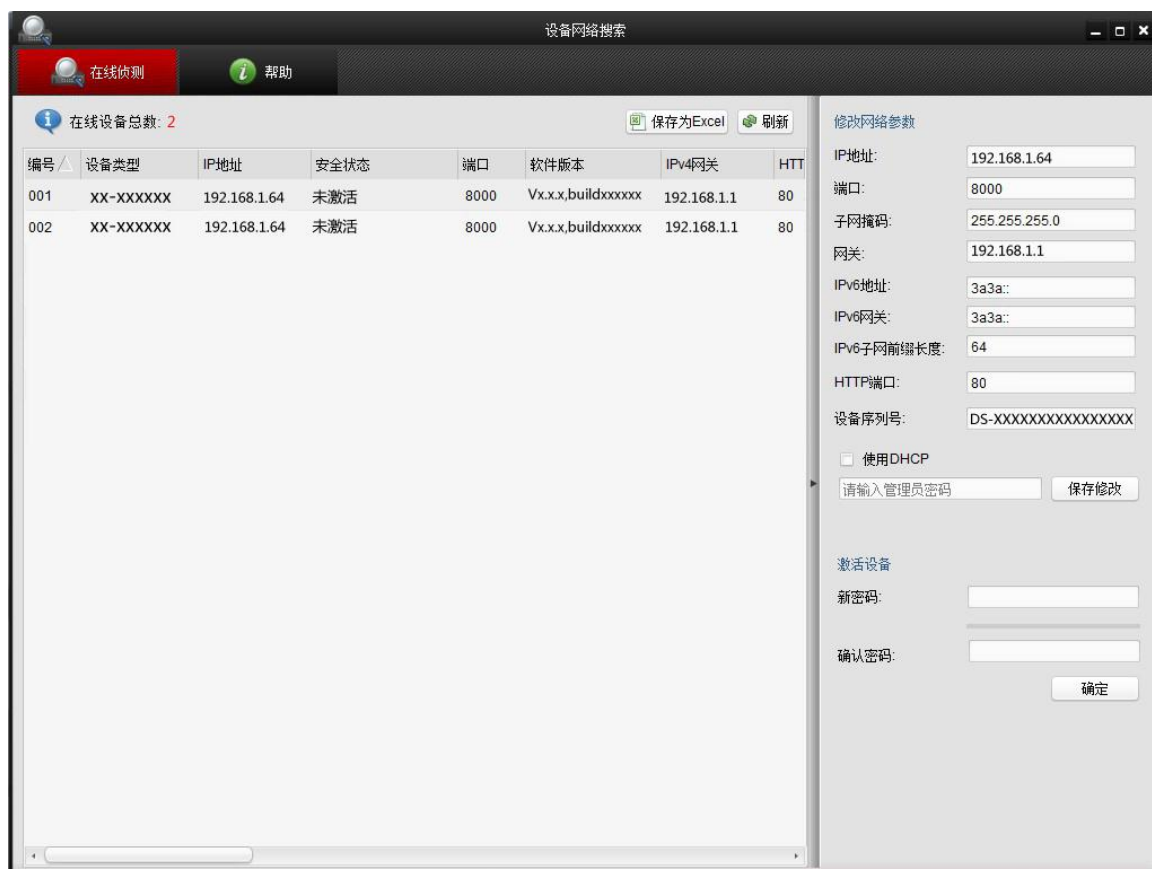 设备网络搜索
在线侦测 帮助
在线设备总数: 2 保存为Excel 刷新
编号 设备类型 IP地址 安全状态 端口 软件版本 IPv4网关 HTT
001 XX-XXXXXX 192.168.1.64 未激活 8000 Vx.x.x,buildxxxxxx 192.168.1.1 80
002 XX-XXXXXX 192.168.1.64 未激活 8000 Vx.x.x,buildxxxxxx 192.168.1.1 80
修改网络参数
IP地址: 192.168.1.64
端口: 8000
子网掩码: 255.255.255.0
网关: 192.168.1.1
IPv6地址: 3a3a::
IPv6网关: 3a3a::
IPv6子网前缀长度: 64
HTTP端口: 80
设备序列号: DS-XXXXXXXXXXXXXXXX
使用DHCP
请输入管理员密码 保存修改
激活设备
新密码:
确认密码:
确定